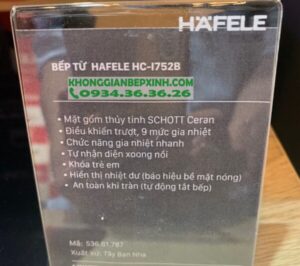 HÄFELE
BẾP TỪ HAFELE HC-I752B
KHONGGIANBEPXINH.COM
0934.36.36.26
• Mặt gốm thủy tinh SCHOTT Ceran
• Điều khiển trượt, 9 mức gia nhiệt
• Chức năng gia nhiệt nhanh
• Tự nhận diện xoong nồi
• Khóa trẻ em
• Hiển thị nhiệt dư (báo hiệu bề mặt nóng)
• An toàn khi tràn (tự động tắt bếp)
Mã: 536.61.787
Xuất xứ: Tây Ban Nha